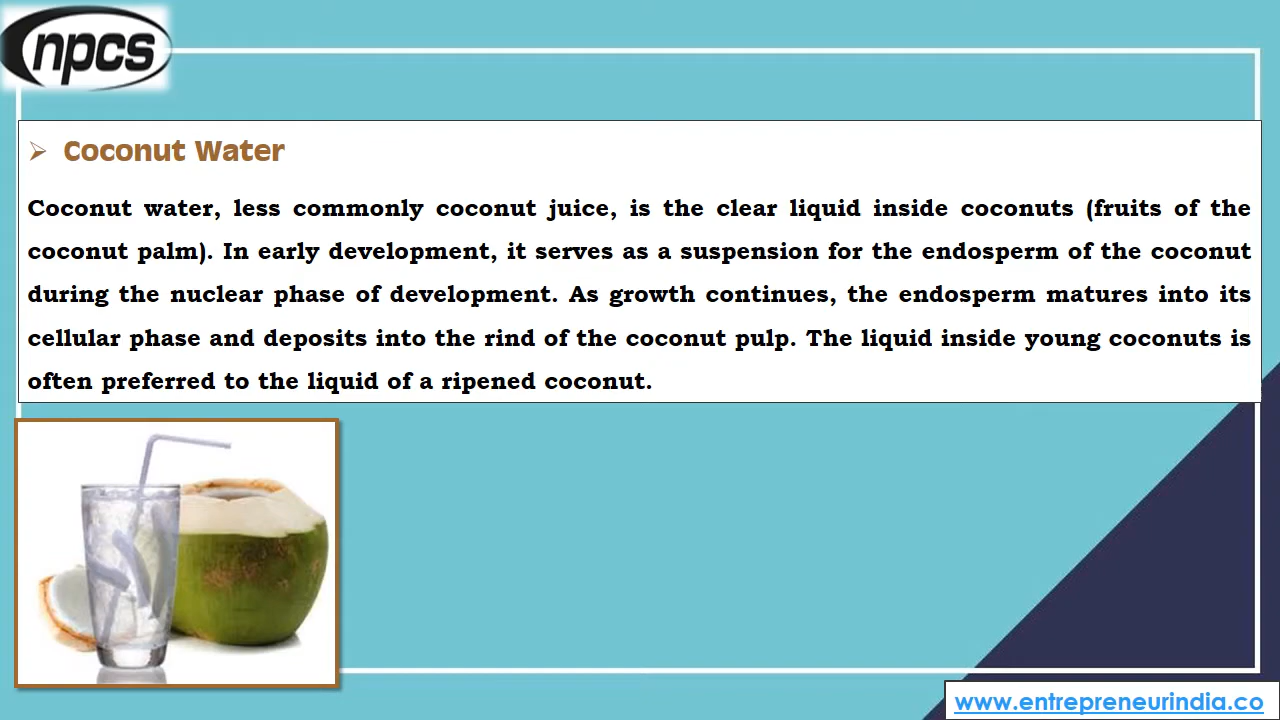 npcs
➢ Coconut Water
Coconut water, less commonly coconut juice, is the clear liquid inside coconuts (fruits of the
coconut palm). In early development, it serves as a suspension for the endosperm of the coconut
during the nuclear phase of development. As growth continues, the endosperm matures into its
cellular phase and deposits into the rind of the coconut pulp. The liquid inside young coconuts is
often preferred to the liquid of a ripened coconut.
www.entrepreneurindia.co